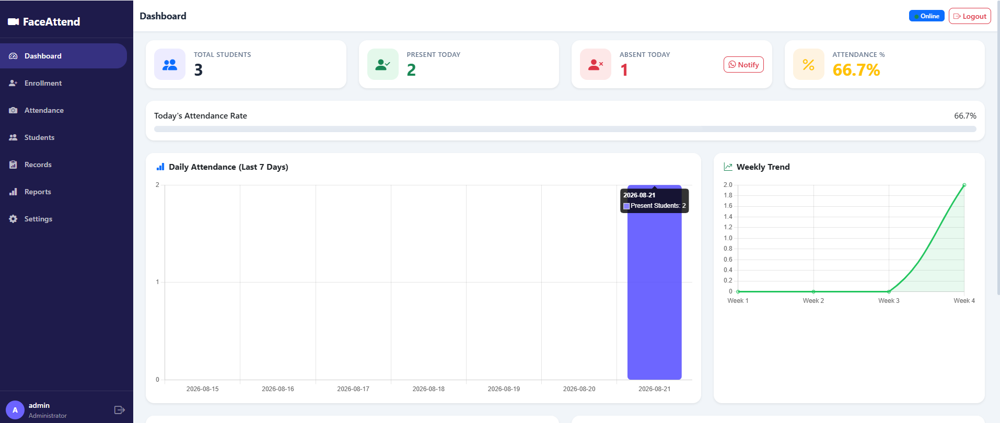 FaceAttend
Dashboard
Enrollment
Attendance
Students
Records
Reports
Settings
A
admin
Administrator
Dashboard
Online
Logout
TOTAL STUDENTS
3
PRESENT TODAY
2
ABSENT TODAY
1
Notify
ATTENDANCE %
66.7%
Today's Attendance Rate
66.7%
Daily Attendance (Last 7 Days)
2
1
0
2026-08-21
Present Students: 2
2026-08-15
2026-08-16
2026-08-17
2026-08-18
2026-08-19
2026-08-20
2026-08-21
Weekly Trend
2.0
1.8
1.6
1.4
1.2
1.0
0.8
0.6
0.4
0.2
0
Week 1
Week 2
Week 3
Week 4